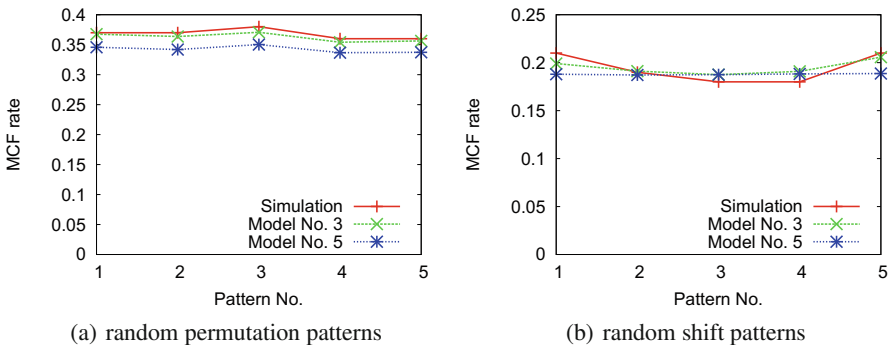 0.4
0.35
0.3
0.25
0.2
0.15
0.1
0.05
0
MCF rate
Simulation
Model No. 3
Model No. 5
1 2 3 4 5
Pattern No.
(a) random permutation patterns
0.25
0.2
0.15
0.1
0.05
0
MCF rate
Simulation
Model No. 3
Model No. 5
1 2 3 4 5
Pattern No.
(b) random shift patterns